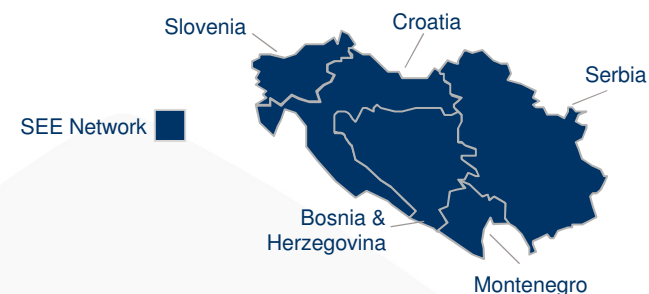 Slovenia
Croatia
Serbia
SEE Network
Bosnia &
Herzegovina
Montenegro